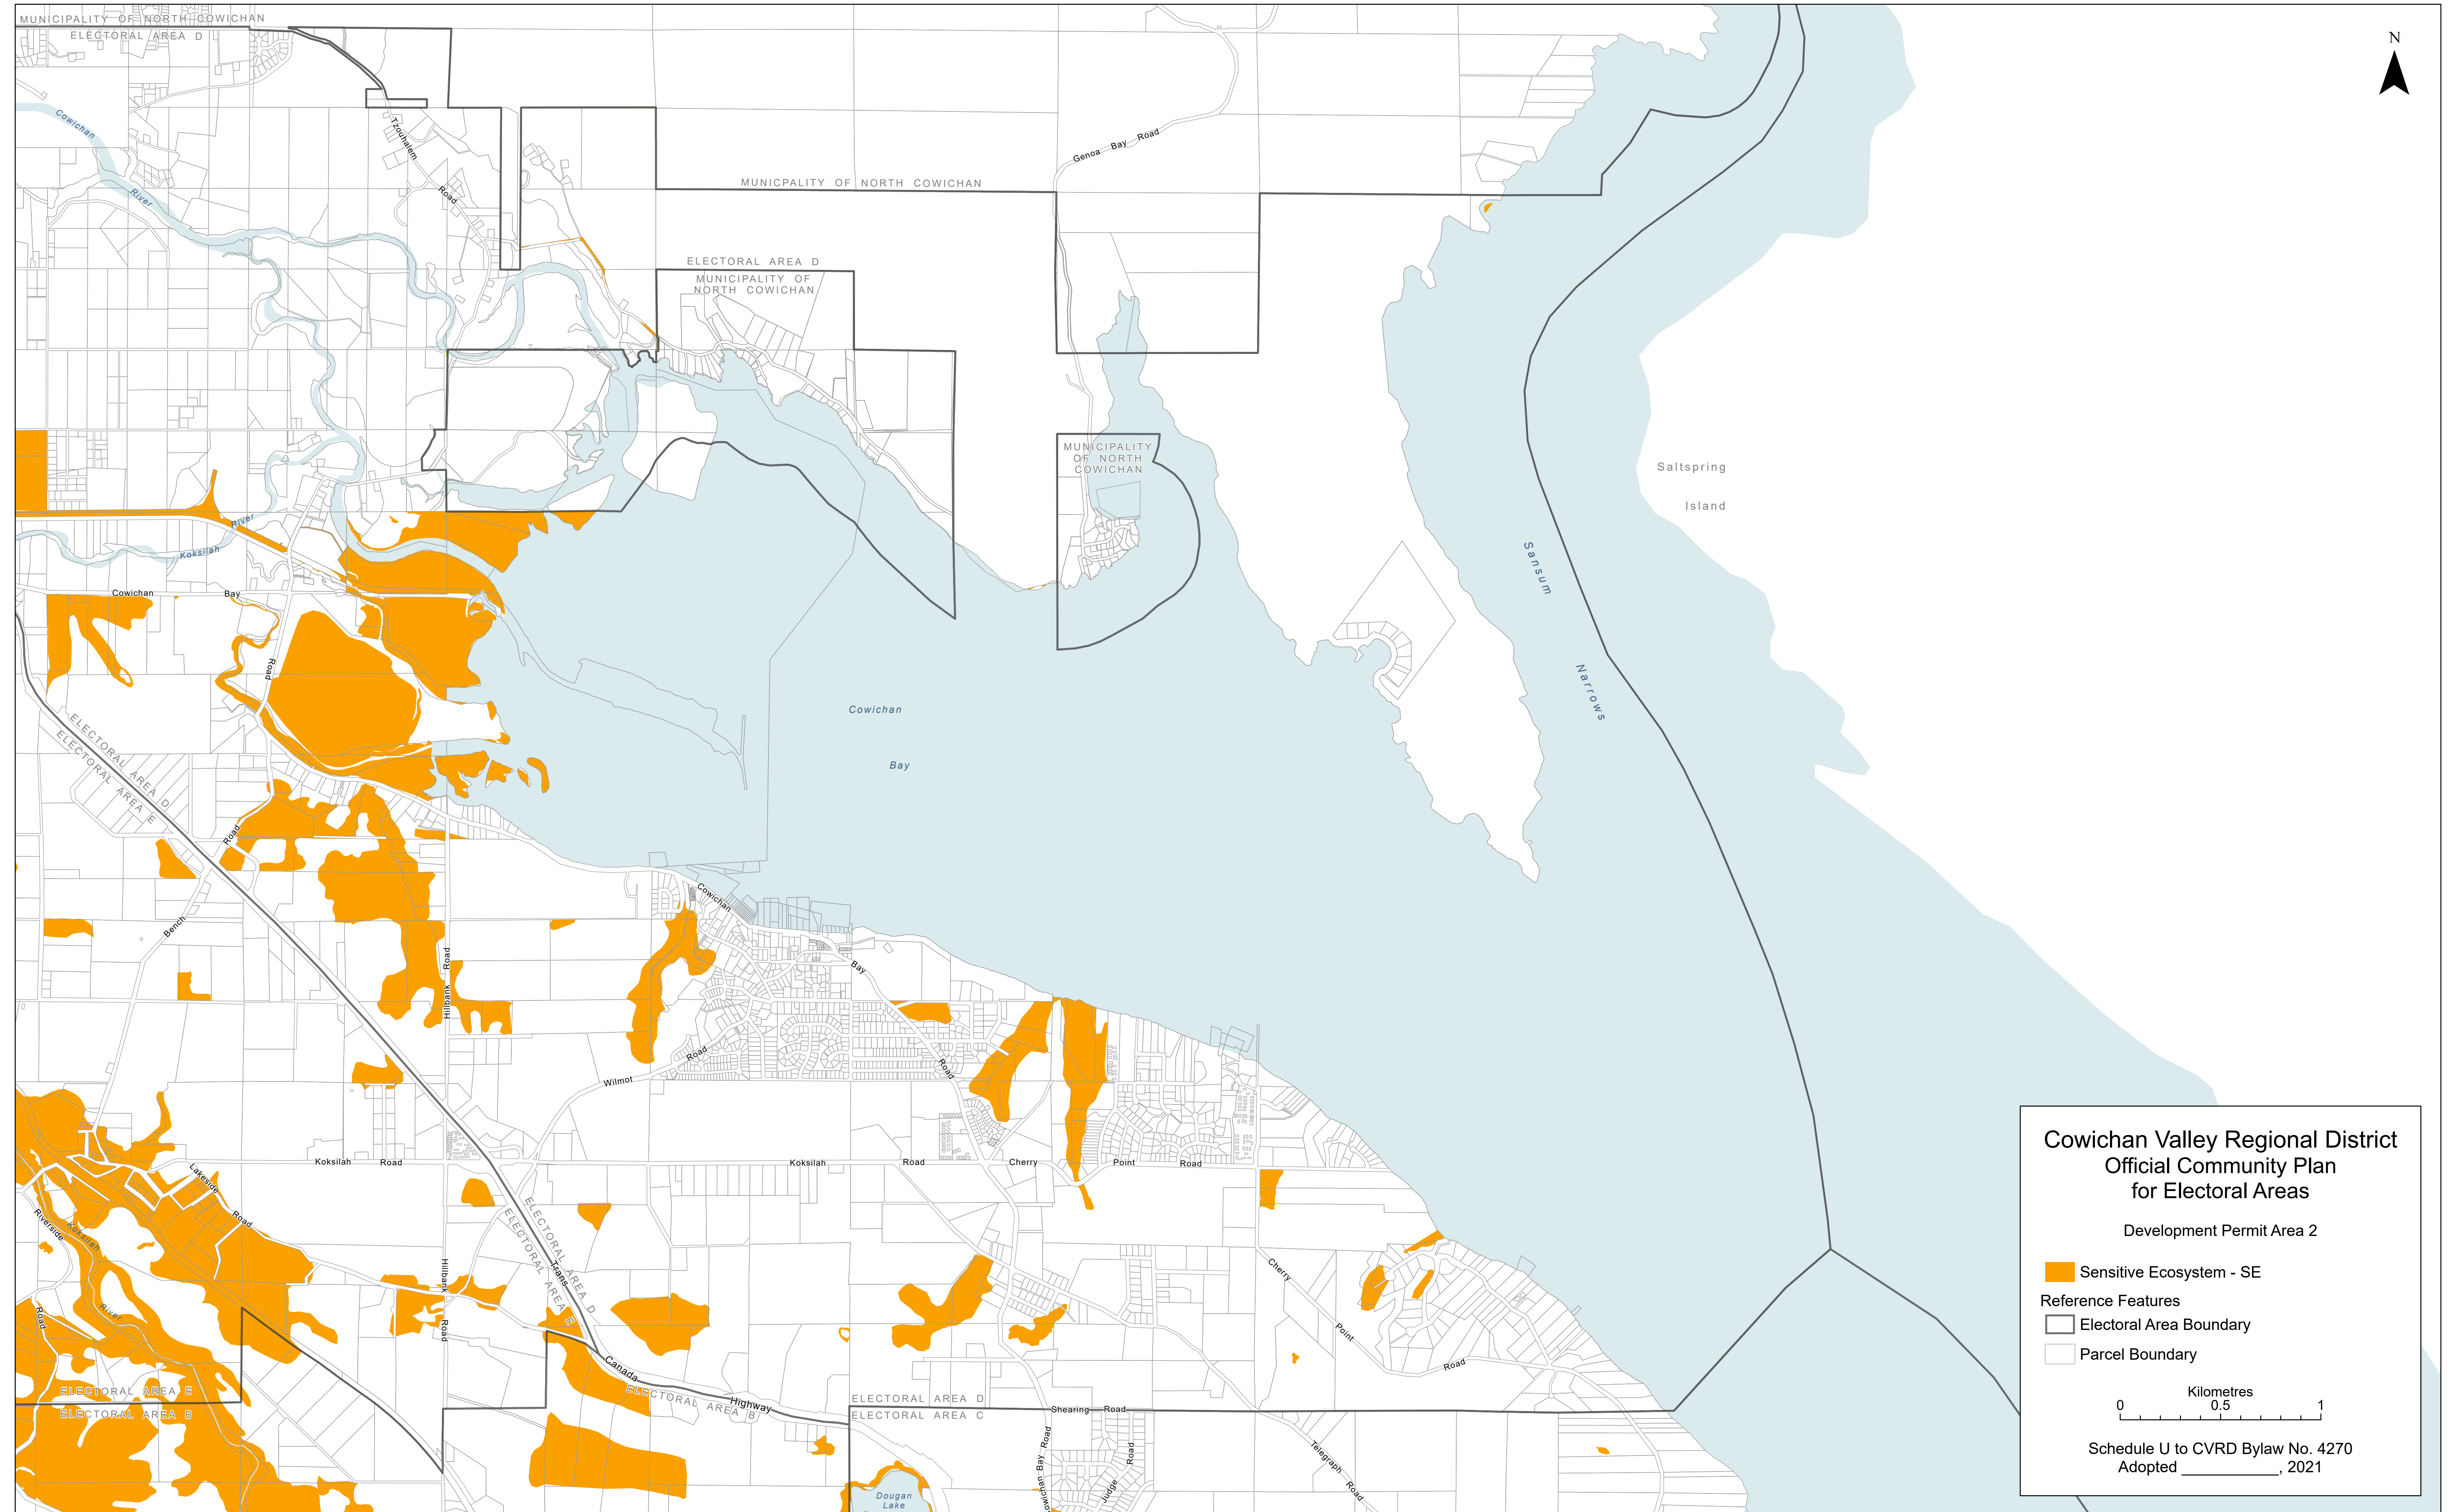 MUNICIPALITY OF NORTH COWICHAN
ELECTORAL AREA D
N
Cowichan
River
Tzouhalem
Road
Genoa Bay Road
MUNICPALITY OF NORTH COWICHAN
ELECTORAL AREA D
MUNICIPALITY OF
NORTH COWICHAN
MUNICIPALITY
OF NORTH
COWICHAN
Saltspring
Island
Sansum
Narrows
River
Koksilah
Cowichan Bay
Road
Cowichan
Bay
ELECTORAL AREA D
ELECTORAL AREA E
Road
Bench
Cowichan
Bay
Road
Hillbank Road
Wilmot Road
Koksilah Road
Koksilah Road
Cherry Point Road
Lakeside
Road
Riverside
Road
Koksilah
River
Hillbank
Road
ELECTORAL AREA D
ELECTORAL AREA E
Trans
Canada
Highway
Cherry
Point
Road
ELECTORAL AREA E
ELECTORAL AREA B
ELECTORAL AREA B
ELECTORAL AREA D
ELECTORAL AREA C
Shearing Road
Cowichan Bay Road
Judge
Road
Telegraph
Road
Dougan
Lake
Cowichan Valley Regional District
Official Community Plan
for Electoral Areas
Development Permit Area 2
Sensitive Ecosystem - SE
Reference Features
Electoral Area Boundary
Parcel Boundary
Kilometres
0 0.5 1
Schedule U to CVRD Bylaw No. 4270
Adopted ___________, 2021